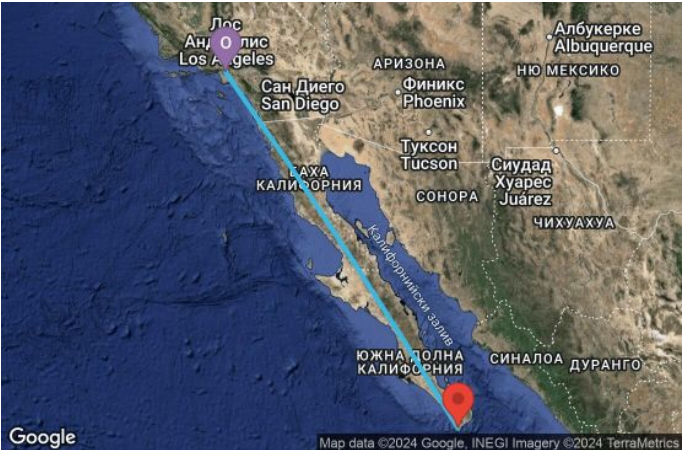 Лос
Анджелис
Los Angeles
O
Албукерке
Albuquerque
АРИЗОНА
НЮ МЕКСИКО
Сан Диего
San Diego
Финикс
Phoenix
Тусон
Tucson
Сиудад
Хуарес
Juárez
БАХА
КАЛИФОРНИЯ
СОНОРА
ЧИХУАХУА
Калифорнийски залив
ЮЖНА ДОЛНА
КАЛИФОРНИЯ
СИНАЛОА
ДУРАНГО
Google
Map data ©2024 Google, INEGI Imagery ©2024 TerraMetrics